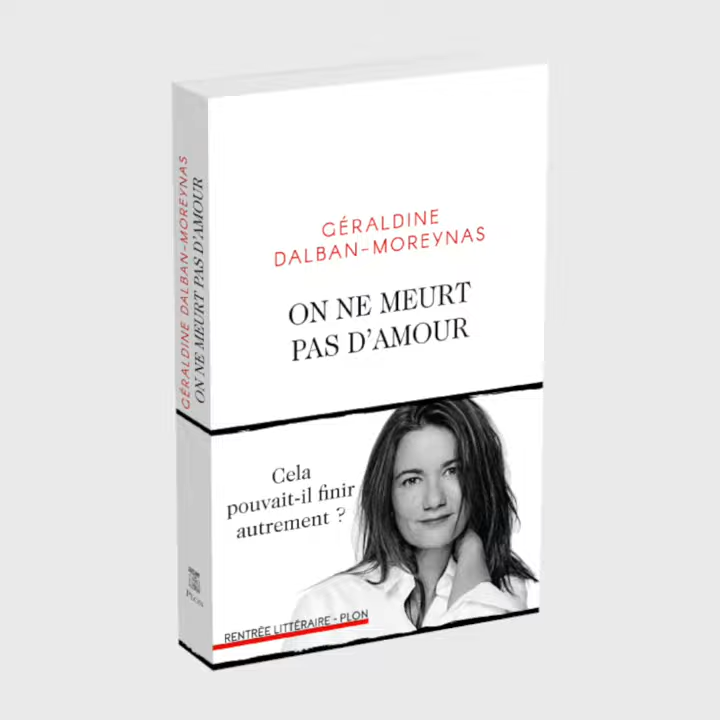 GÉRALDINE
DALBAN-MOREYNAS
ON NE MEURT
PAS D'AMOUR
Cela
pouvait-il finir
autrement ?
RENTRÉE LITTÉRAIRE - PLON
GÉRALDINE DALBAN-MOREYNAS
ON NE MEURT PAS D'AMOUR
PLON